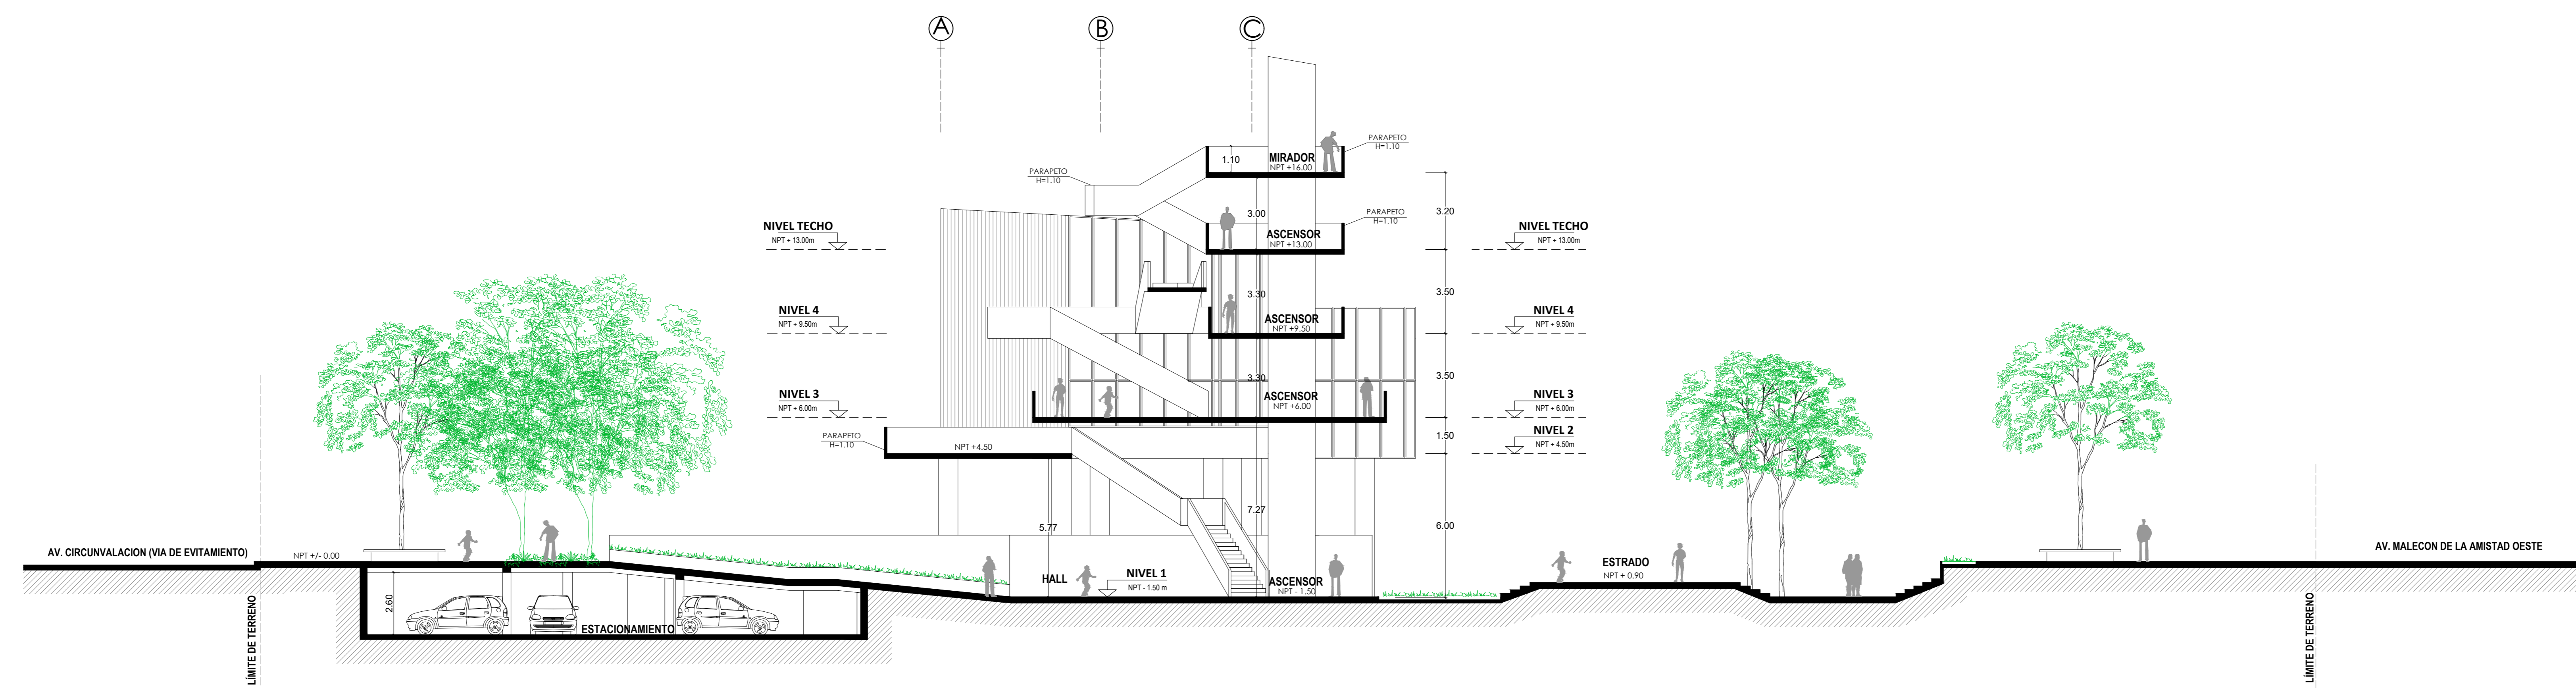 A
B
C
PARAPETO
H=1.10
1.10
MIRADOR
NPT +16.00
PARAPETO
H=1.10
3.20
3.00
PARAPETO
H=1.10
NIVEL TECHO
NPT + 13.00m
ASCENSOR
NPT +13.00
NIVEL TECHO
NPT + 13.00m
3.30
3.50
NIVEL 4
NPT + 9.50m
ASCENSOR
NPT +9.50
NIVEL 4
NPT + 9.50m
3.30
3.50
NIVEL 3
NPT + 6.00m
ASCENSOR
NPT +6.00
NIVEL 3
NPT + 6.00m
PARAPETO
H=1.10
NPT +4.50
1.50
NIVEL 2
NPT + 4.50m
7.27
5.77
6.00
AV. CIRCUNVALACION (VIA DE EVITAMIENTO)
NPT +/- 0.00
AV. MALECON DE LA AMISTAD OESTE
HALL
NIVEL 1
NPT - 1.50 m
ASCENSOR
NPT - 1.50
ESTRADO
NPT + 0.90
2.60
ESTACIONAMIENTO
LÍMITE DE TERRENO
LÍMITE DE TERRENO